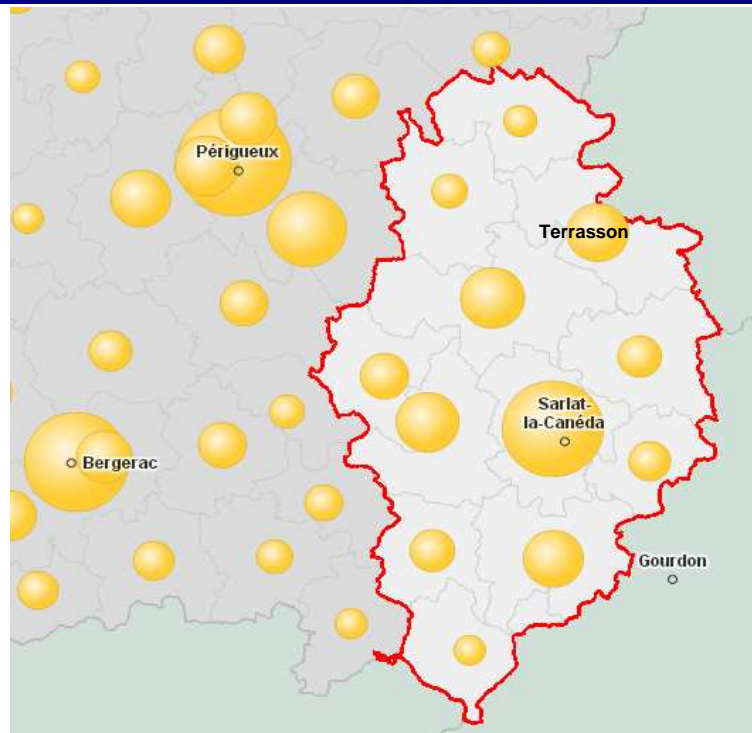 Périgueux
Terrasson
Sarlat-
la-Canéda
Bergerac
Gourdon